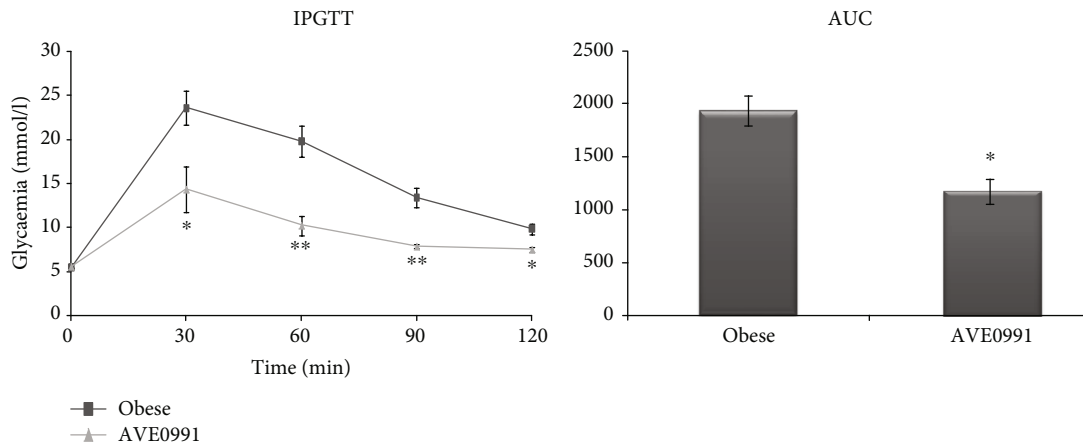 IPGTT
30
25
20
15
10
5
0
Glycaemia (mmol/l)
*
**
**
*
0 30 60 90 120
Time (min)
Obese
AVE0991
AUC
2500
2000
1500
1000
500
0
*
Obese AVE0991